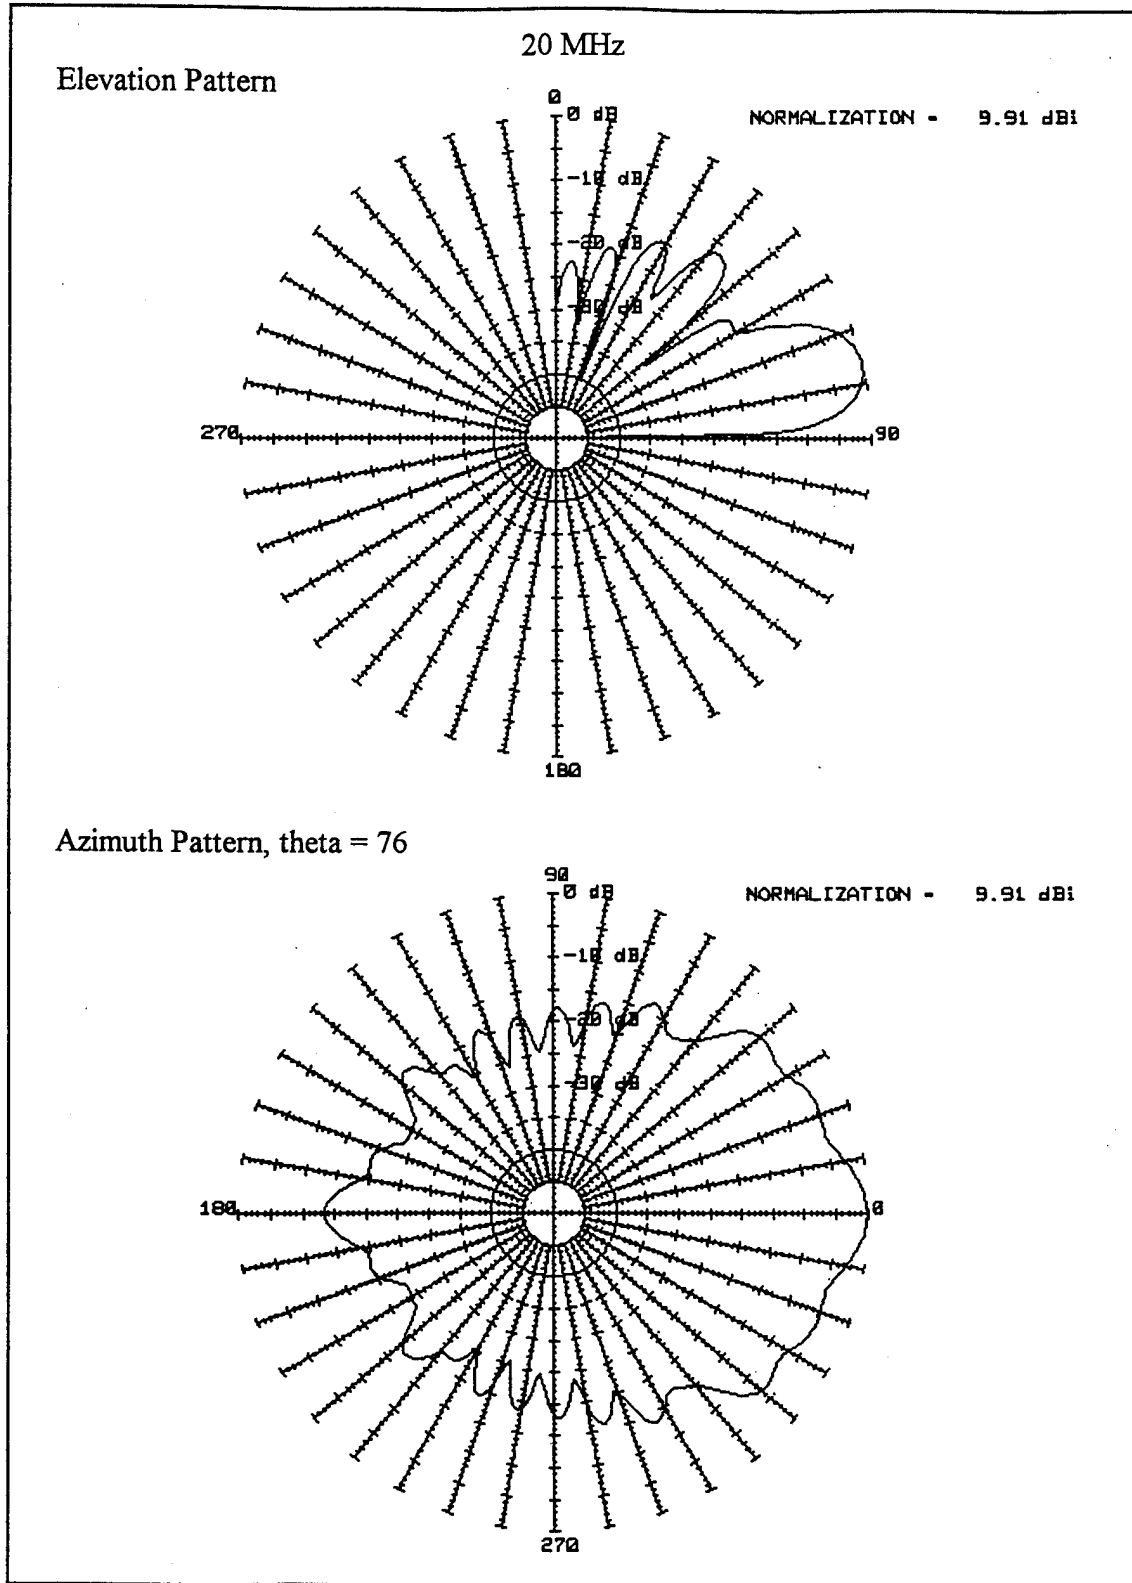 20 MHz
Elevation Pattern
0
0 dB
NORMALIZATION - 9.91 dBi
-10 dB
-20 dB
-30 dB
270
90
180
Azimuth Pattern, theta = 76
90
0 dB
NORMALIZATION - 9.91 dBi
-10 dB
-20 dB
-30 dB
180
0
270